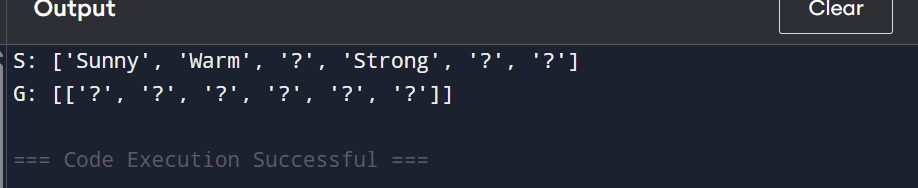 Output
Clear
S: ['Sunny', 'Warm', '?', 'Strong', '?', '?']
G: [['?', '?', '?', '?', '?', '?']]
=== Code Execution Successful ===